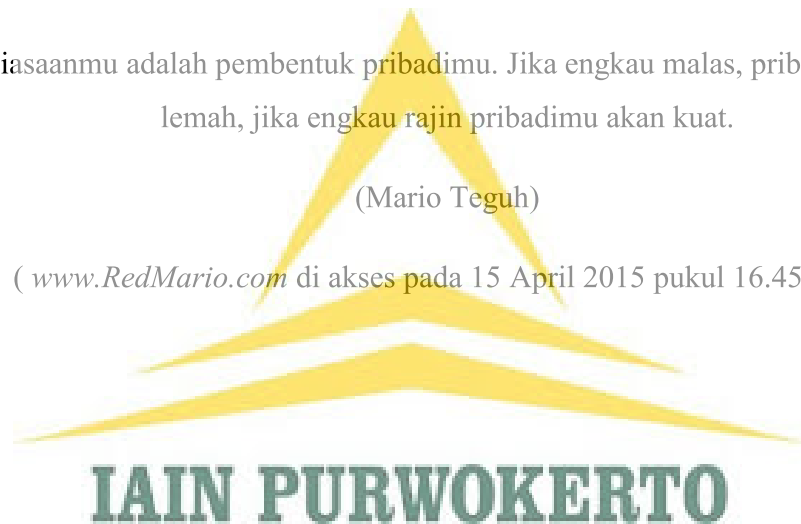 iasaanmu adalah pembentuk pribadimu. Jika engkau malas, prib
lemah, jika engkau rajin pribadimu akan kuat.
(Mario Teguh)
( www.RedMario.com di akses pada 15 April 2015 pukul 16.45
IAIN PURWOKERTO